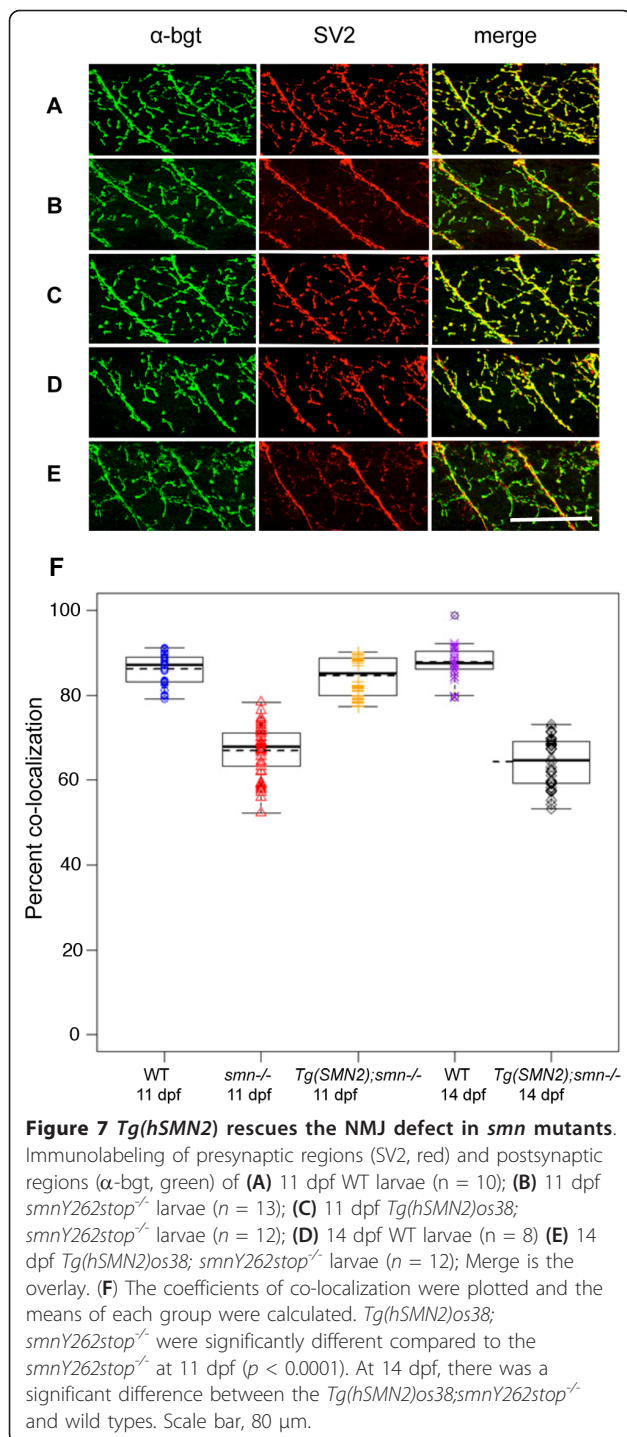 α-bgt SV2 merge
A
B
C
D
E
F
100
80
60
40
20
0
Percent co-localization
WT smn-/- Tg(SMN2);smn-/- WT Tg(SMN2);smn-/-
11 dpf 11 dpf 11 dpf 14 dpf 14 dpf
Figure 7 Tg(hSMN2) rescues the NMJ defect in smn mutants.
Immunolabeling of presynaptic regions (SV2, red) and postsynaptic
regions (α-bgt, green) of (A) 11 dpf WT larvae (n = 10); (B) 11 dpf
smnY262stop-/- larvae (n = 13); (C) 11 dpf Tg(hSMN2)os38;
smnY262stop-/- larvae (n = 12); (D) 14 dpf WT larvae (n = 8) (E) 14
dpf Tg(hSMN2)os38; smnY262stop-/- larvae (n = 12); Merge is the
overlay. (F) The coefficients of co-localization were plotted and the
means of each group were calculated. Tg(hSMN2)os38;
smnY262stop-/- were significantly different compared to the
smnY262stop-/- at 11 dpf (p < 0.0001). At 14 dpf, there was a
significant difference between the Tg(hSMN2)os38;smnY262stop-/-
and wild types. Scale bar, 80 μm.